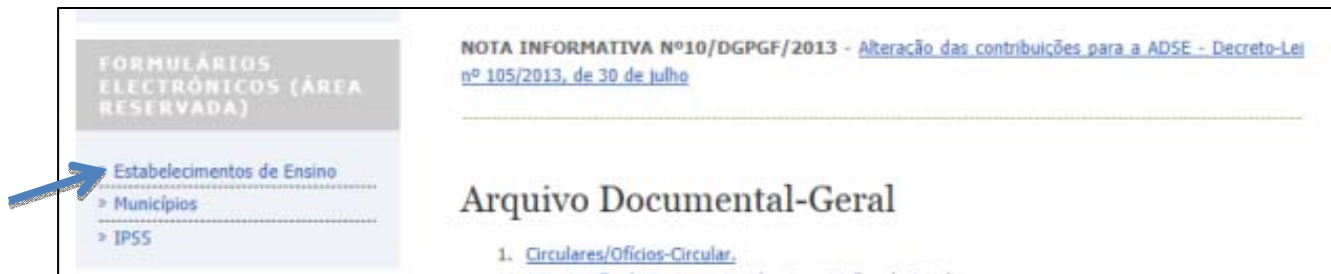 FORMULÁRIOS
ELECTRÓNICOS (ÁREA
RESERVADA)
» Estabelecimentos de Ensino
» Municípios
» IPSS
NOTA INFORMATIVA Nº10/DGPGF/2013 - Alteração das contribuições para a ADSE - Decreto-Lei
nº 105/2013, de 30 de julho
Arquivo Documental-Geral
1. Circulares/Ofícios-Circular.